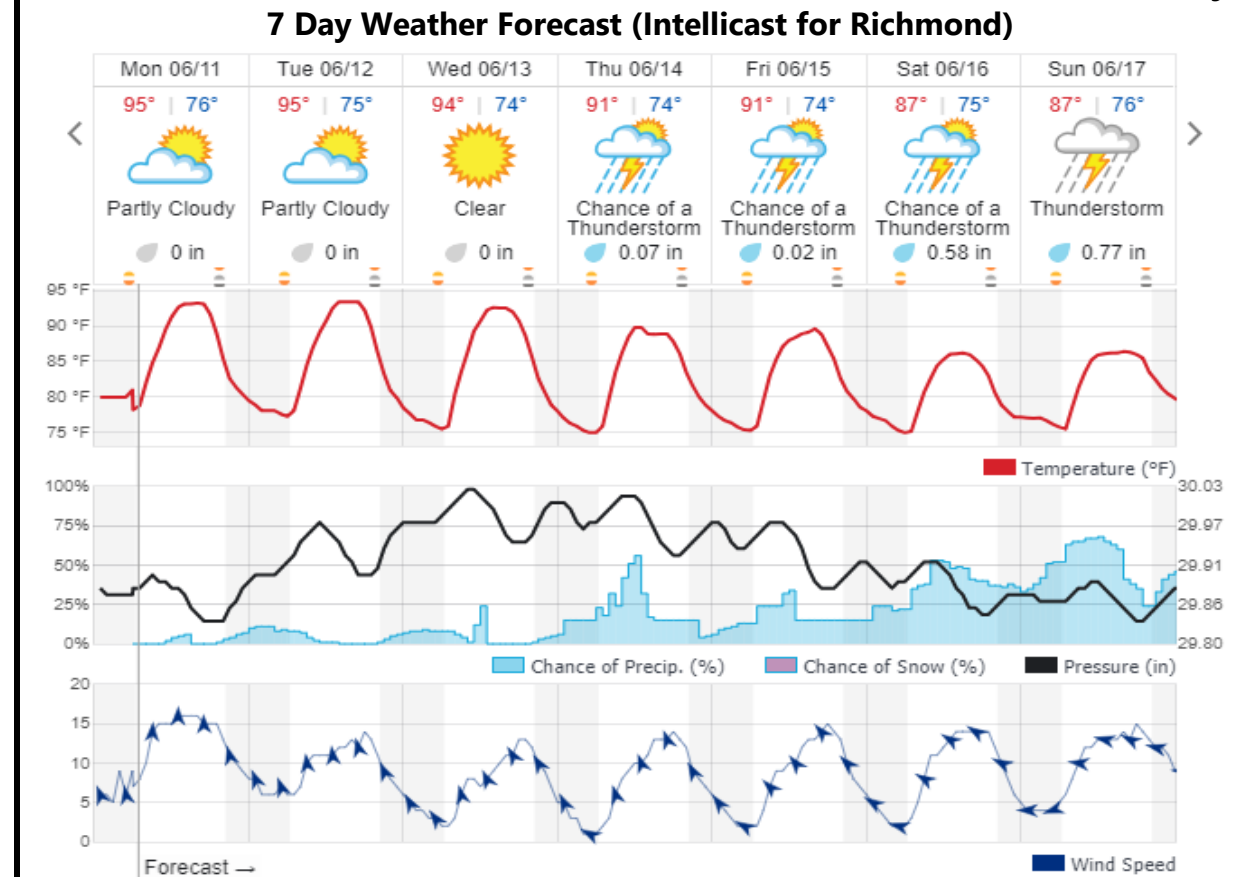 7 Day Weather Forecast (Intellicast for Richmond)
Mon 06/11 Tue 06/12 Wed 06/13 Thu 06/14 Fri 06/15 Sat 06/16 Sun 06/17
95° | 76° 95° | 75° 94° | 74° 91° | 74° 91° | 74° 87° | 75° 87° | 76°
Partly Cloudy Partly Cloudy Clear Chance of a Chance of a Chance of a Thunderstorm
Thunderstorm Thunderstorm Thunderstorm
0 in 0 in 0 in 0.07 in 0.02 in 0.58 in 0.77 in
95 °F
90 °F
85 °F
80 °F
75 °F
Temperature (°F)
100% 30.03
75% 29.97
50% 29.91
25% 29.86
0% 29.80
Chance of Precip. (%) Chance of Snow (%) Pressure (in)
20
15
10
5
0
Forecast → Wind Speed